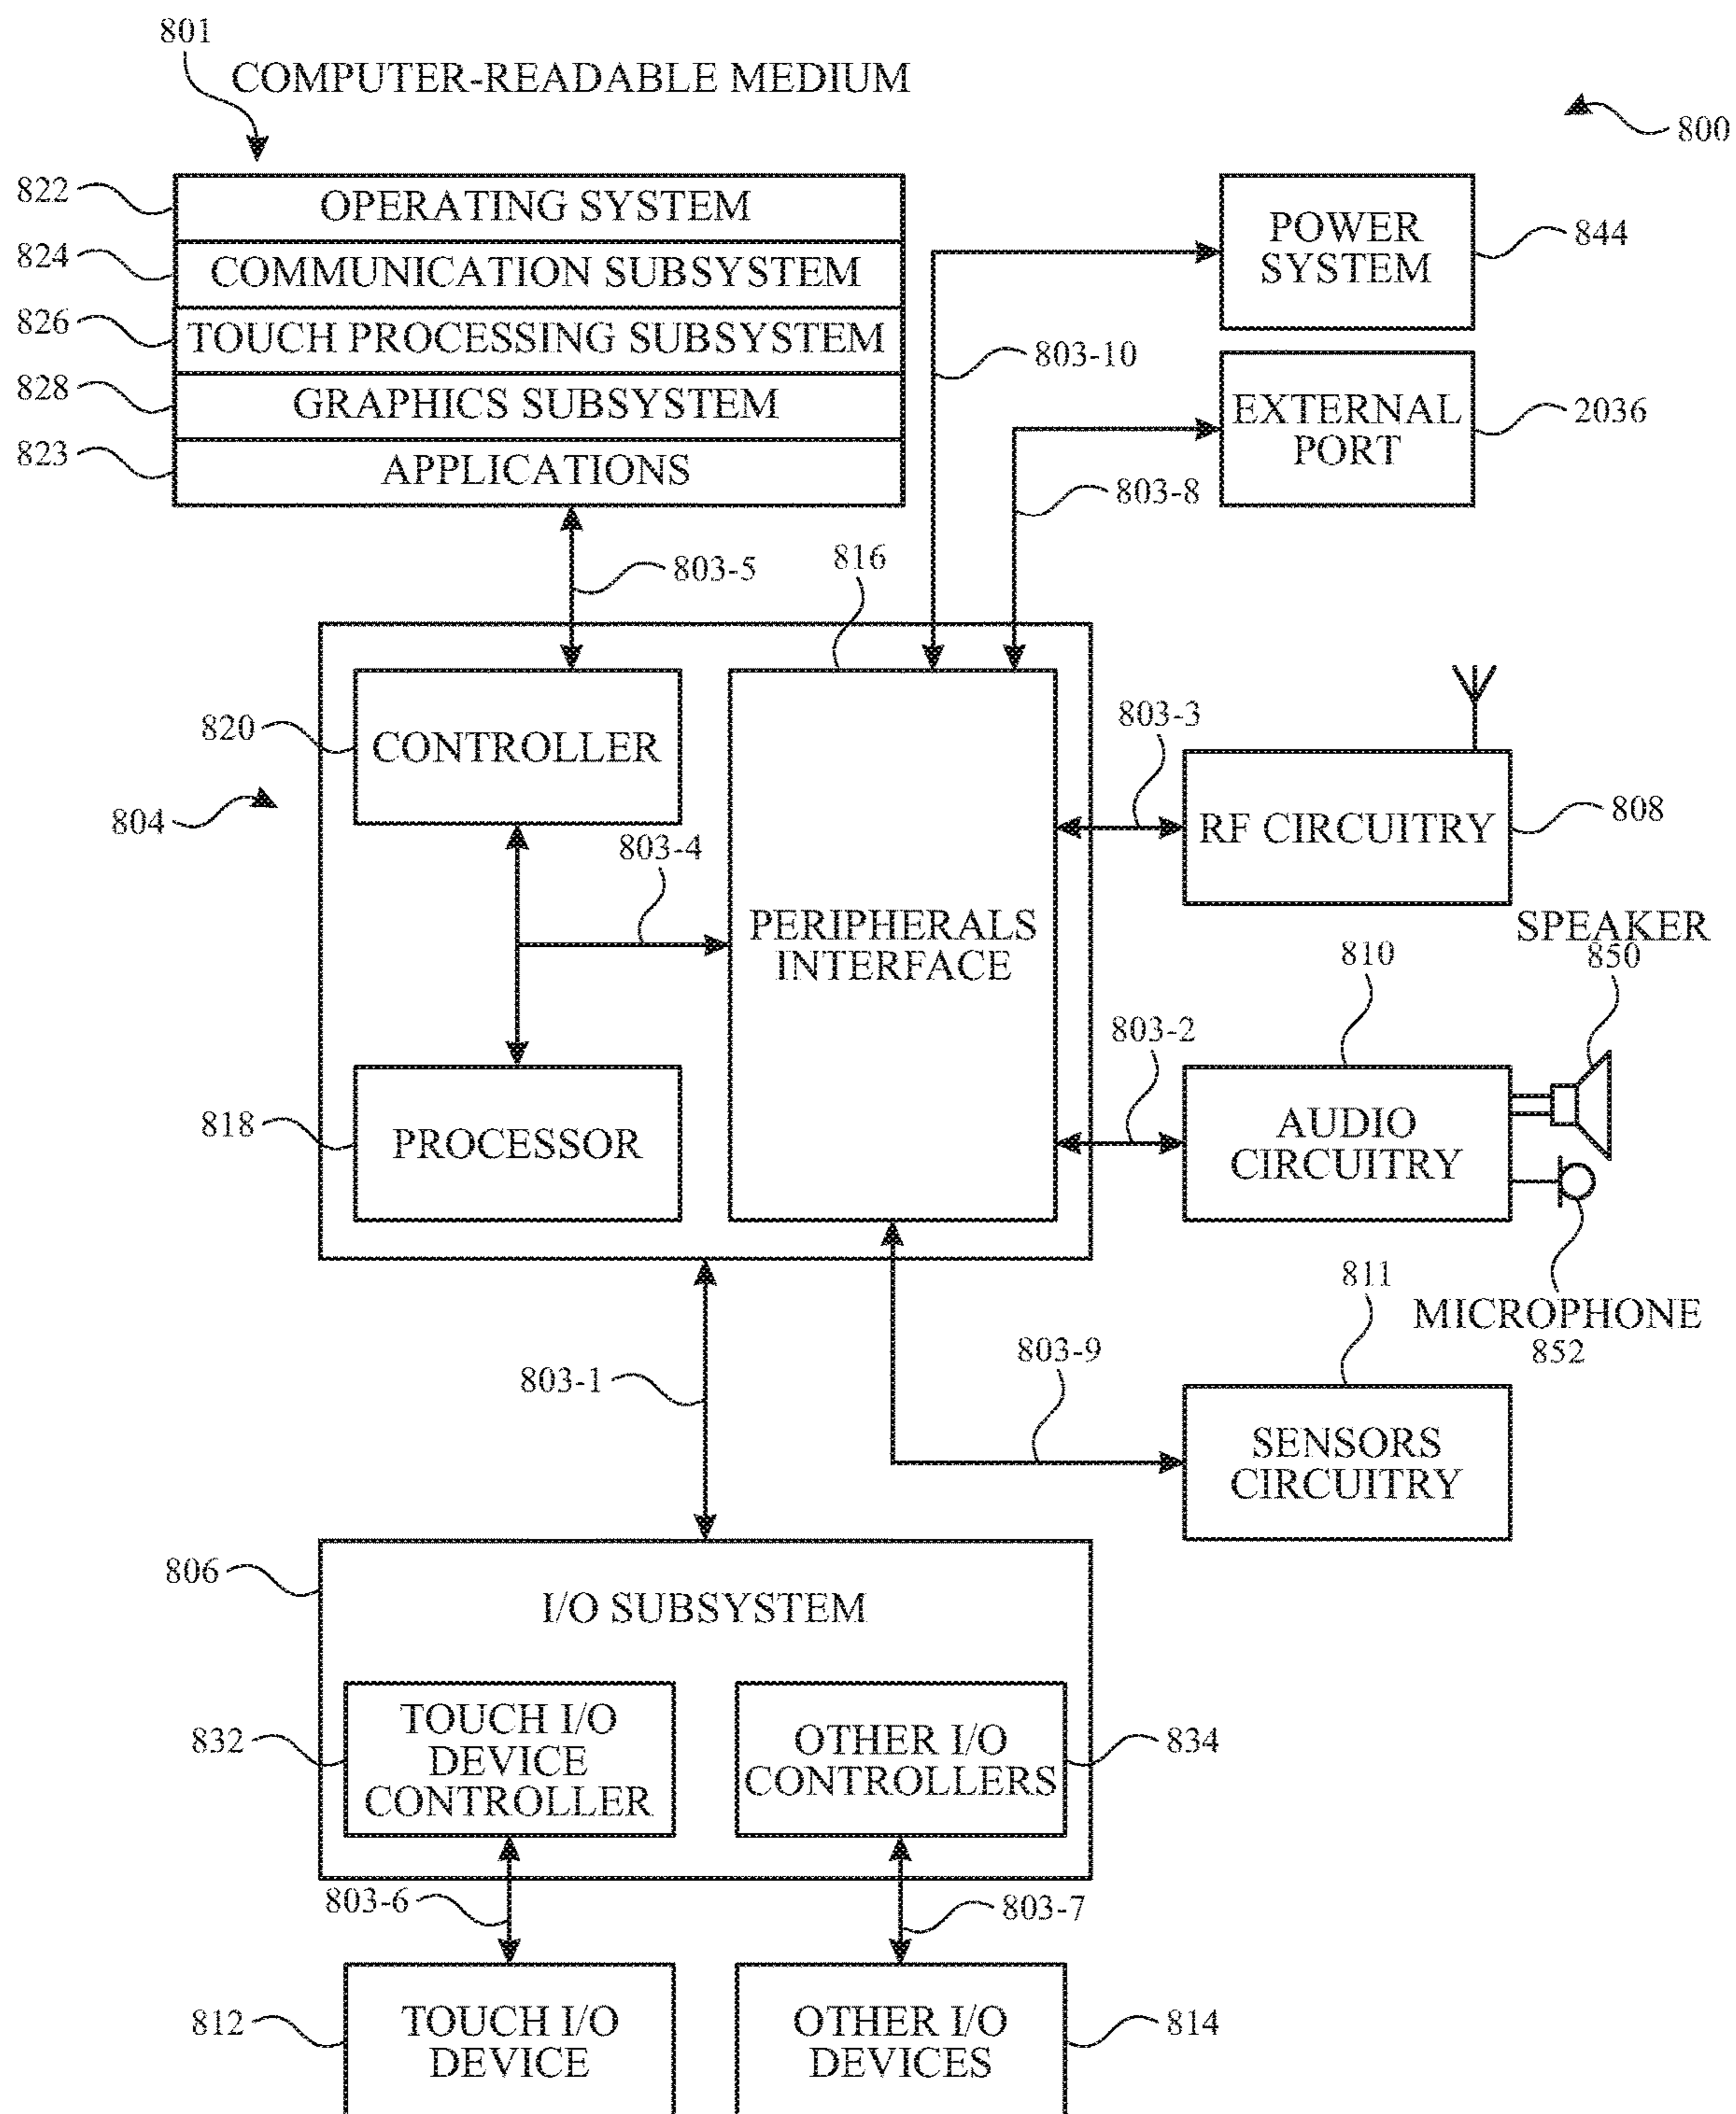 801
COMPUTER-READABLE MEDIUM
800
822
OPERATING SYSTEM
824
COMMUNICATION SUBSYSTEM
826
TOUCH PROCESSING SUBSYSTEM
828
GRAPHICS SUBSYSTEM
823
APPLICATIONS
POWER
SYSTEM
844
803-10
EXTERNAL
PORT
2036
803-8
803-5
816
820
CONTROLLER
804
803-4
803-3
RF CIRCUITRY
808
PERIPHERALS
INTERFACE
SPEAKER
850
810
803-2
818
PROCESSOR
AUDIO
CIRCUITRY
MICROPHONE
852
811
803-1
803-9
SENSORS
CIRCUITRY
806
I/O SUBSYSTEM
832
TOUCH I/O
DEVICE
CONTROLLER
OTHER I/O
CONTROLLERS
834
803-6
803-7
812
TOUCH I/O
DEVICE
OTHER I/O
DEVICES
814